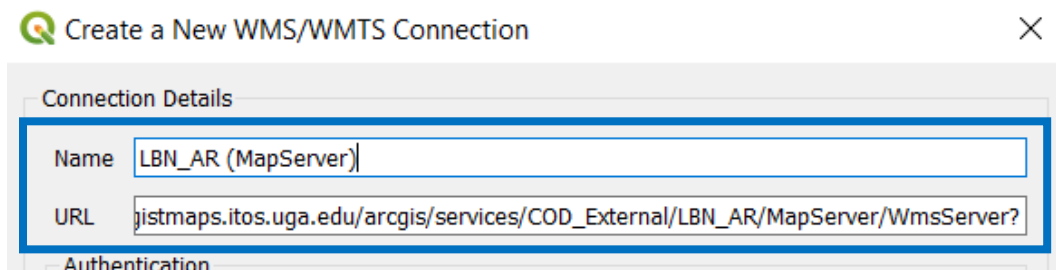 Create a New WMS/WMTS Connection
Connection Details
Name LBN_AR (MapServer)
URL gistmaps.itos.uga.edu/arcgis/services/COD_External/LBN_AR/MapServer/WmsServer?
Authentication